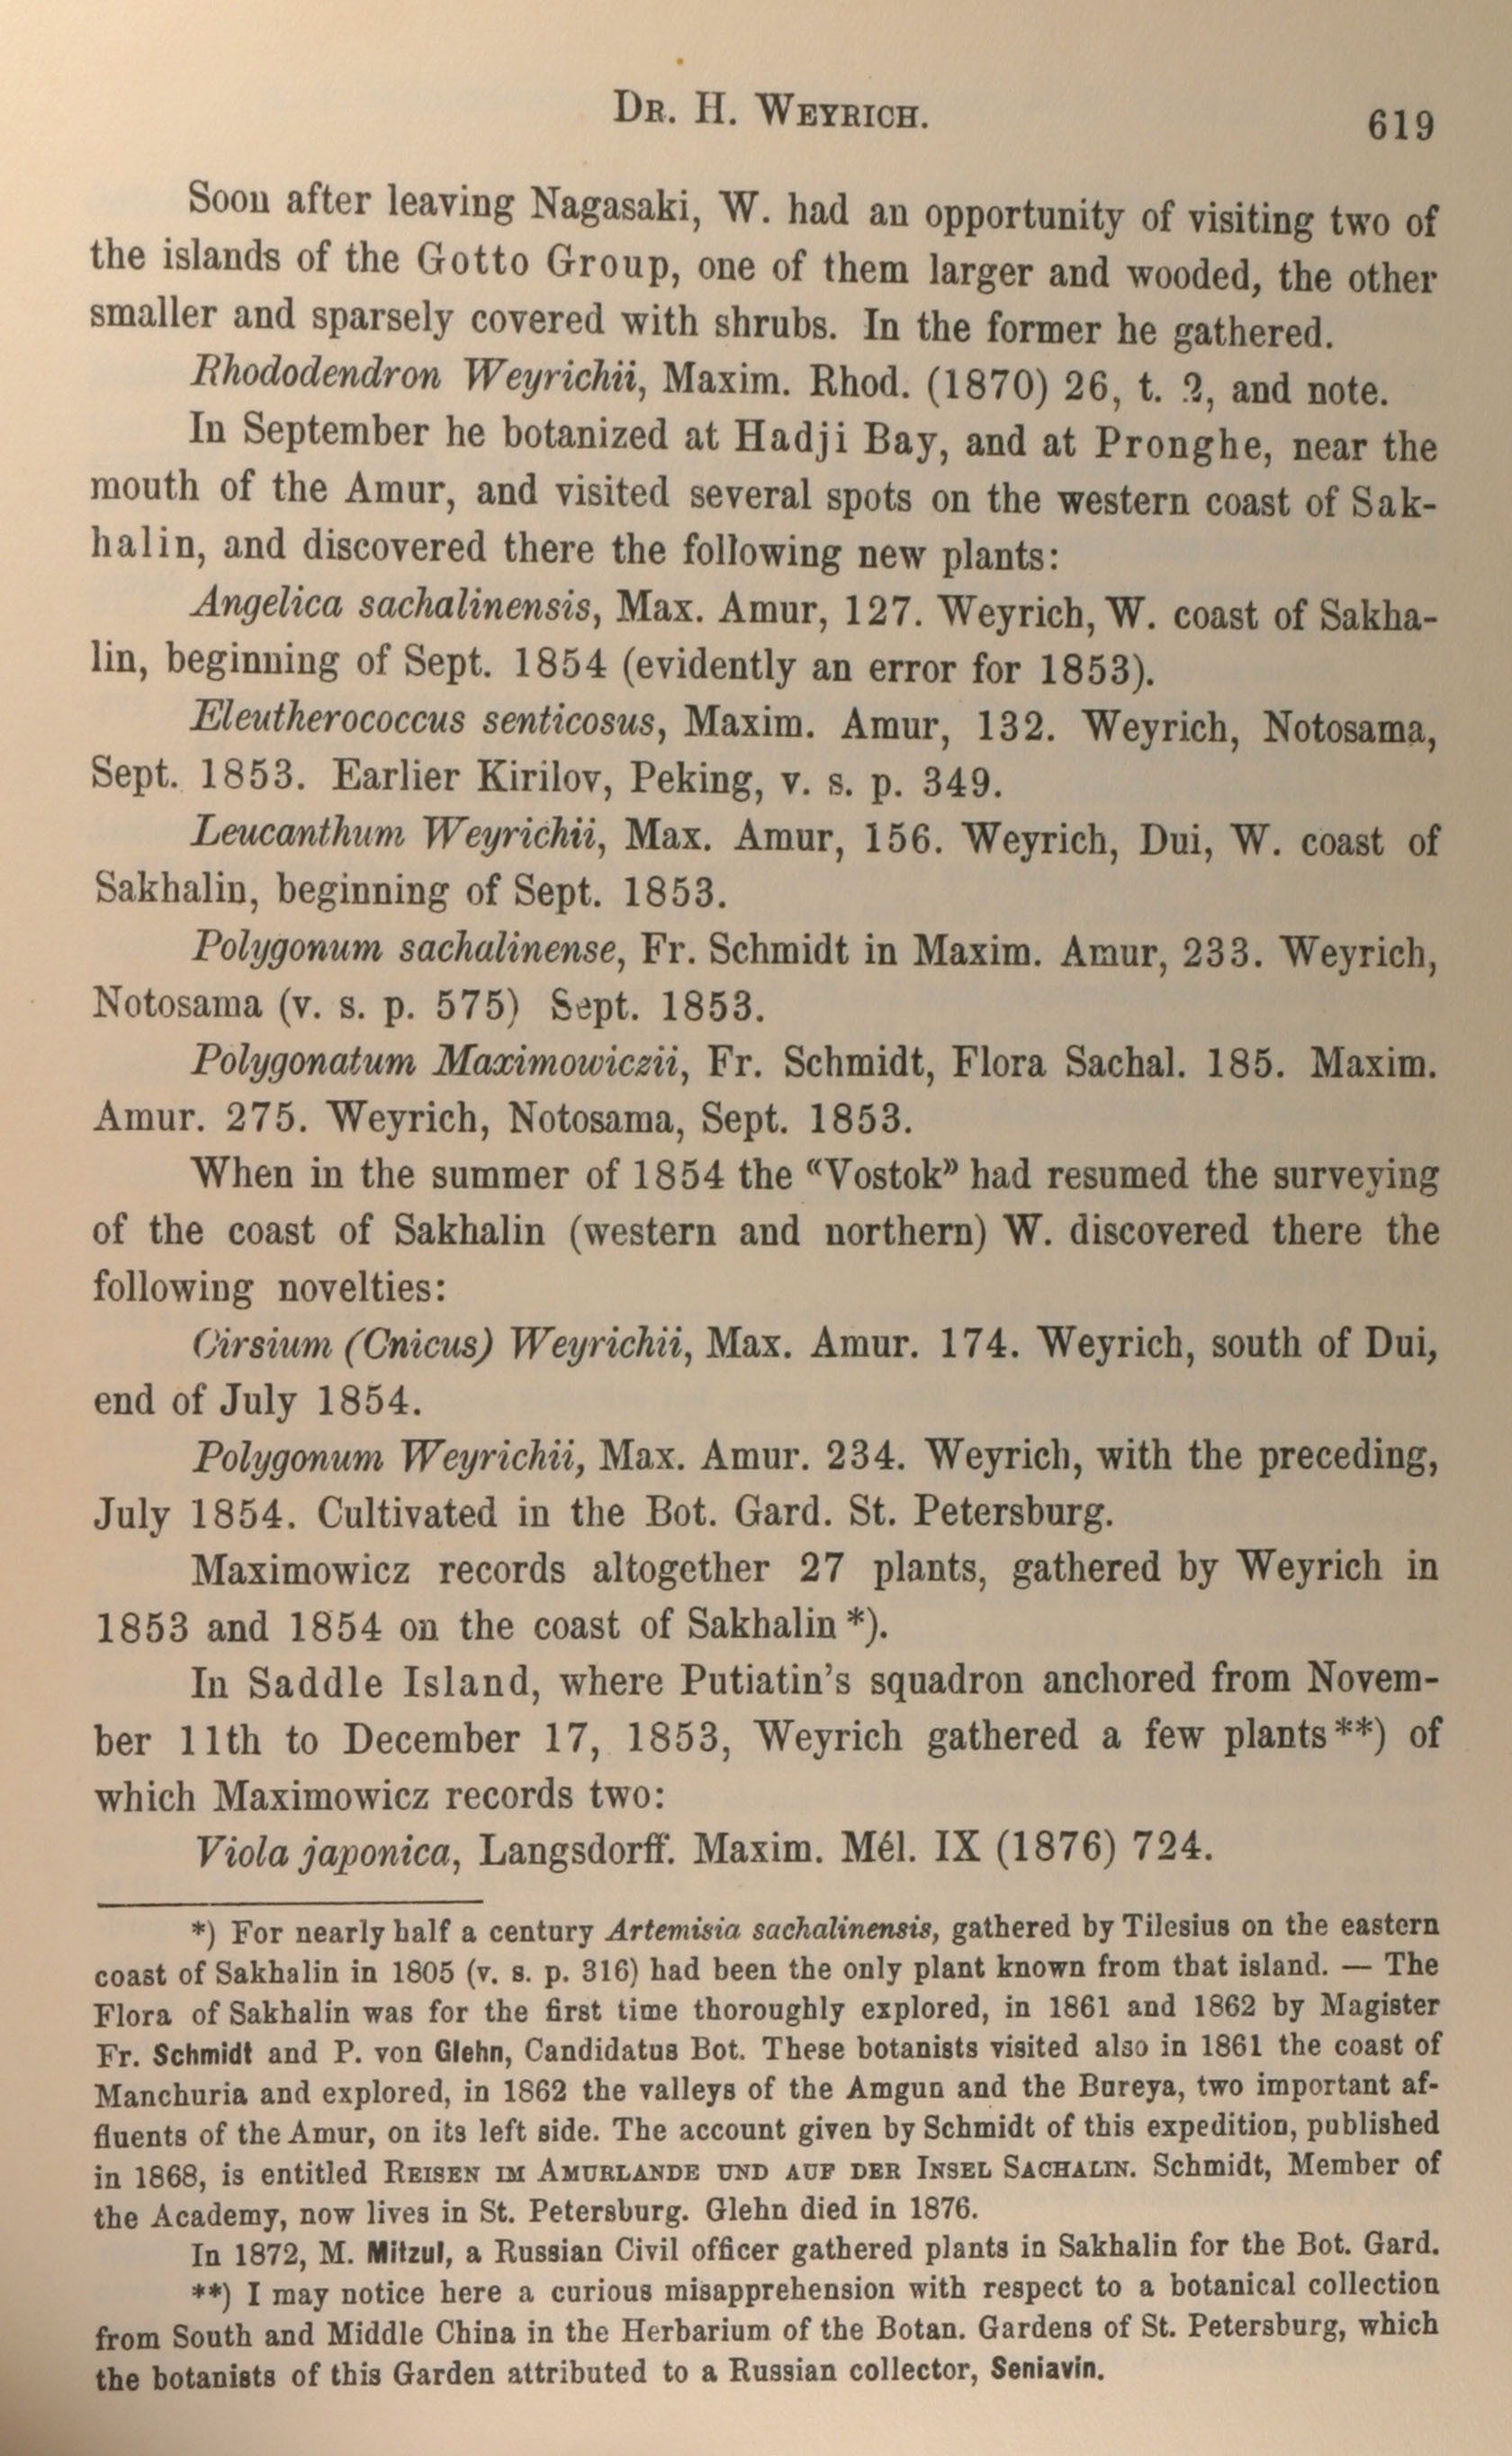 DR. H. WEYRICH.
619
Soon after leaving Nagasaki, W. had an opportunity of visiting two of
the islands of the Gotto Group, one of them larger and wooded, the other
smaller and sparsely covered with shrubs. In the former he gathered.
Rhododendron Weyrichii, Maxim. Rhod. (1870) 26, t. 2, and note.
In September he botanized at Hadji Bay, and at Pronghe, near the
mouth of the Amur, and visited several spots on the western coast of Sak-
halin, and discovered there the following new plants:
Angelica sachalinensis, Max. Amur, 127. Weyrich, W. coast of Sakha-
lin, beginning of Sept. 1854 (evidently an error for 1853).
Eleutherococcus senticosus, Maxim. Amur, 132. Weyrich, Notosama,
Sept. 1853. Earlier Kirilov, Peking, v. s. p. 349.
Leucanthum Weyrichii, Max. Amur, 156. Weyrich, Dui, W. coast of
Sakhalin, beginning of Sept. 1853.
Polygonum sachalinense, Fr. Schmidt in Maxim. Amur, 233. Weyrich,
Notosama (v. s. p. 575) Sept. 1853.
Polygonatum Maximowiczii, Fr. Schmidt, Flora Sachal. 185. Maxim.
Amur. 275. Weyrich, Notosama, Sept. 1853.
When in the summer of 1854 the “Vostok” had resumed the surveying
of the coast of Sakhalin (western and northern) W. discovered there the
following novelties:
Cirsium (Cnicus) Weyrichii, Max. Amur. 174. Weyrich, south of Dui,
end of July 1854.
Polygonum Weyrichii, Max. Amur. 234. Weyrich, with the preceding,
July 1854. Cultivated in the Bot. Gard. St. Petersburg.
Maximowicz records altogether 27 plants, gathered by Weyrich in
1853 and 1854 on the coast of Sakhalin *).
In Saddle Island, where Putiatin's squadron anchored from Novem-
ber 11th to December 17, 1853, Weyrich gathered a few plants **) of
which Maximowicz records two:
Viola japonica, Langsdorff. Maxim. Mél. IX (1876) 724.
*) For nearly half a century Artemisia sachalinensis, gathered by Tilesius on the eastern
coast of Sakhalin in 1805 (v. s. p. 316) had been the only plant known from that island. — The
Flora of Sakhalin was for the first time thoroughly explored, in 1861 and 1862 by Magister
Fr. Schmidt and P. von Glehn, Candidatus Bot. These botanists visited also in 1861 the coast of
Manchuria and explored, in 1862 the valleys of the Amgun and the Bureya, two important af-
fluents of the Amur, on its left side. The account given by Schmidt of this expedition, published
in 1868, is entitled REISEN IM AMURLANDE UND AUF DER INSEL SACHALIN. Schmidt, Member of
the Academy, now lives in St. Petersburg. Glehn died in 1876.
In 1872, M. Mitzul, a Russian Civil officer gathered plants in Sakhalin for the Bot. Gard.
**) I may notice here a curious misapprehension with respect to a botanical collection
from South and Middle China in the Herbarium of the Botan. Gardens of St. Petersburg, which
the botanists of this Garden attributed to a Russian collector, Seniavin.